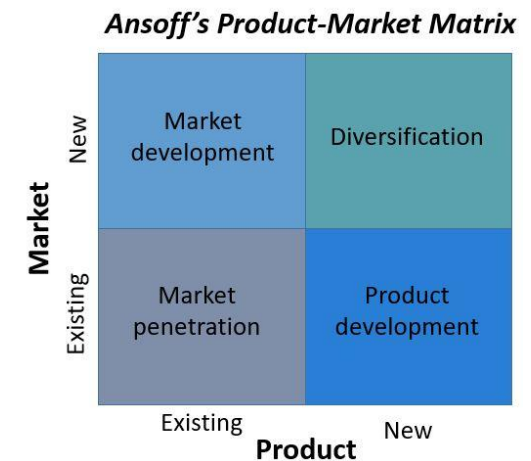 Ansoff’s Product-Market Matrix
Market
New
Existing
Market
development
Diversification
Market
penetration
Product
development
Existing
New
Product